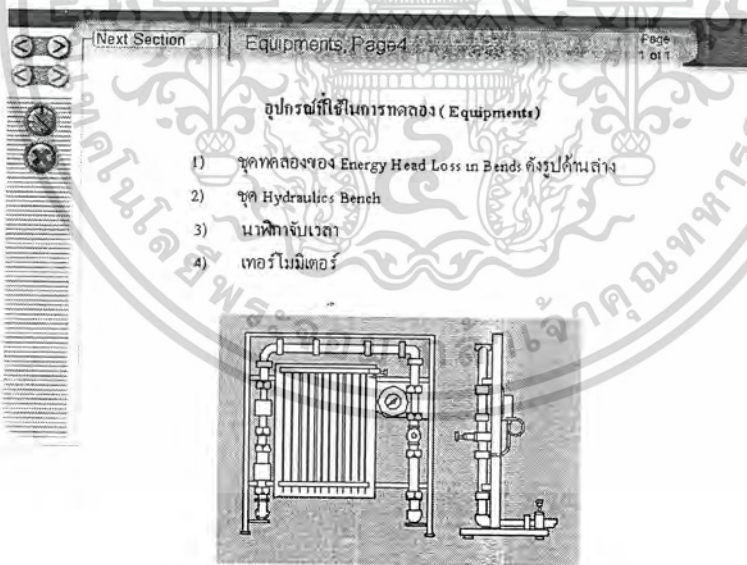 Next Section
Equipments, Page4
Page
1 of 1
อุปกรณ์ที่ใช้ในการทดลอง ( Equipments )
1) ชุดทดลองของ Energy Head Loss in Bends ดังรูปด้านล่าง
2) ชุด Hydraulics Bench
3) นาฬิกาจับเวลา
4) เทอร์โมมิเตอร์